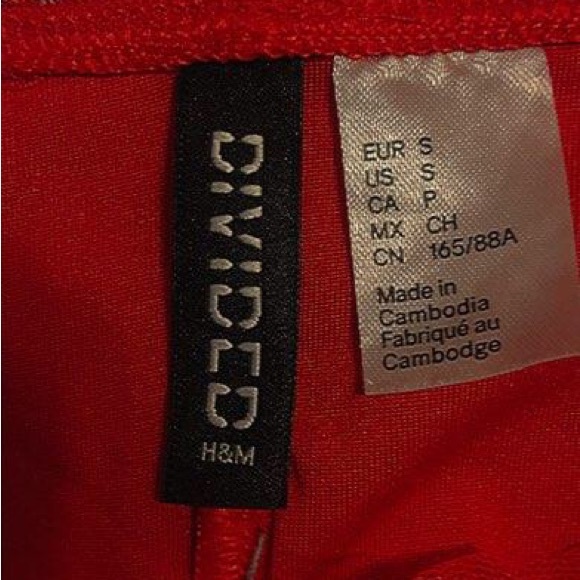 DIVIDED
H&M
EUR S
US S
CA P
MX CH
CN 165/88A
Made in
Cambodia
Fabriqué au
Cambodge